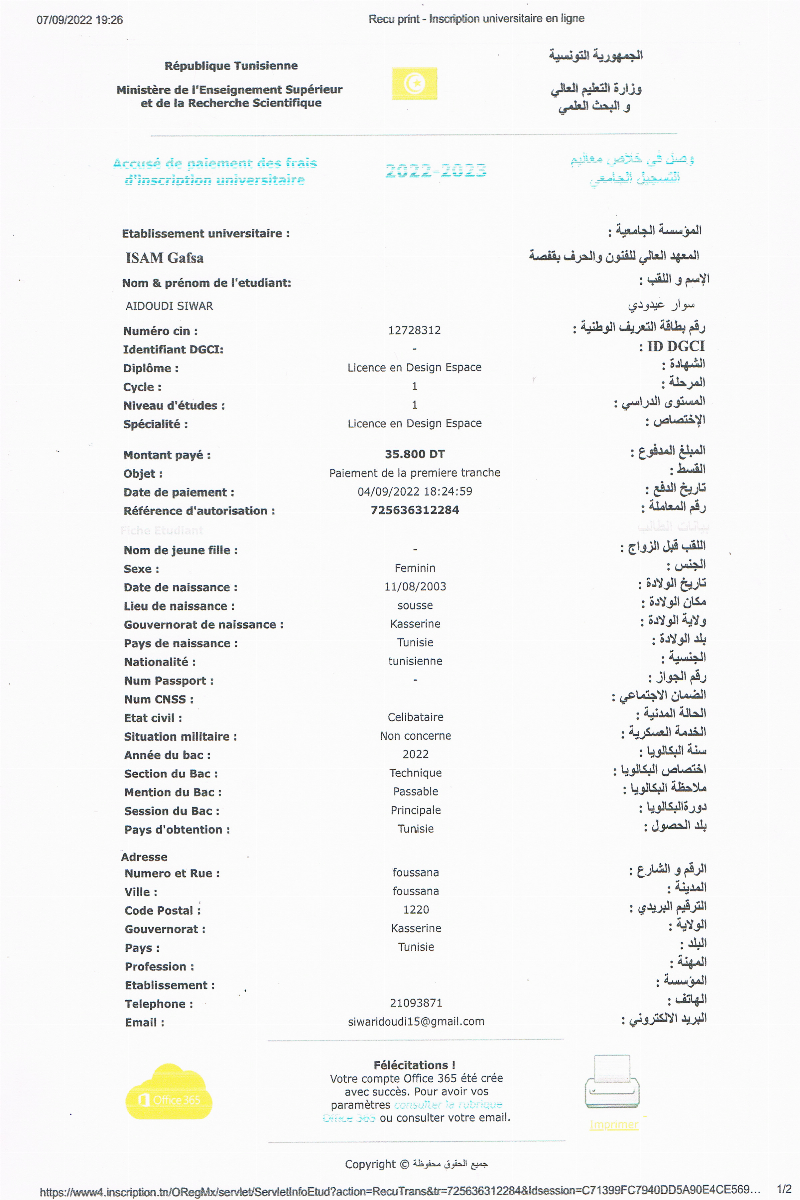 07/09/2022 19:26
Recu print - Inscription universitaire en ligne
République Tunisienne
الجمهورية التونسية
Ministère de l'Enseignement Supérieur
et de la Recherche Scientifique
وزارة التعليم العالي
و البحث العلمي
Accusé de paiement des frais
d'inscription universitaire
2022-2023
وصل في خلاص معاليم
التسجيل الجامعي
Etablissement universitaire :
المؤسسة الجامعية :
ISAM Gafsa
المعهد العالي للفنون والحرف بقفصة
Nom & prénom de l'etudiant:
الإسم و اللقب :
AIDOUDI SIWAR
سوار عيدودي
Numéro cin : 12728312 رقم بطاقة التعريف الوطنية :
Identifiant DGCI: - ID DGCI :
Diplôme : Licence en Design Espace الشهادة :
Cycle : 1 المرحلة :
Niveau d'études : 1 المستوى الدراسي :
Spécialité : Licence en Design Espace الإختصاص :
Montant payé : 35.800 DT المبلغ المدفوع :
Objet : Paiement de la premiere tranche القسط :
Date de paiement : 04/09/2022 18:24:59 تاريخ الدفع :
Référence d'autorisation : 725636312284 رقم المعاملة :
Fiche Etudiant بيانات الطالب
Nom de jeune fille : - اللقب قبل الزواج :
Sexe : Feminin الجنس :
Date de naissance : 11/08/2003 تاريخ الولادة :
Lieu de naissance : sousse مكان الولادة :
Gouvernorat de naissance : Kasserine ولاية الولادة :
Pays de naissance : Tunisie بلد الولادة :
Nationalité : tunisienne الجنسية :
Num Passport : - رقم الجواز :
Num CNSS : الضمان الاجتماعي :
Etat civil : Celibataire الحالة المدنية :
Situation militaire : Non concerne الخدمة العسكرية :
Année du bac : 2022 سنة البكالويا :
Section du Bac : Technique اختصاص البكالويا :
Mention du Bac : Passable ملاحظة البكالويا :
Session du Bac : Principale دورةالبكالويا :
Pays d'obtention : Tunisie بلد الحصول :
Adresse
Numero et Rue : foussana الرقم و الشارع :
Ville : foussana المدينة :
Code Postal : 1220 الترقيم البريدي :
Gouvernorat : Kasserine الولاية :
Pays : Tunisie البلد :
Profession : المهنة :
Etablissement : المؤسسة :
Telephone : 21093871 الهاتف :
Email : siwaridoudi15@gmail.com البريد الالكتروني :
Office 365
Félécitations !
Votre compte Office 365 été crée
avec succès. Pour avoir vos
paramètres consulter la rubrique
Office 365 ou consulter votre email.
Imprimer
Copyright © جميع الحقوق محفوظة
https://www4.inscription.tn/ORegMx/servlet/ServletInfoEtud?action=RecuTrans&tr=725636312284&Idsession=C71399FC7940DD5A90E4CE569... 1/2